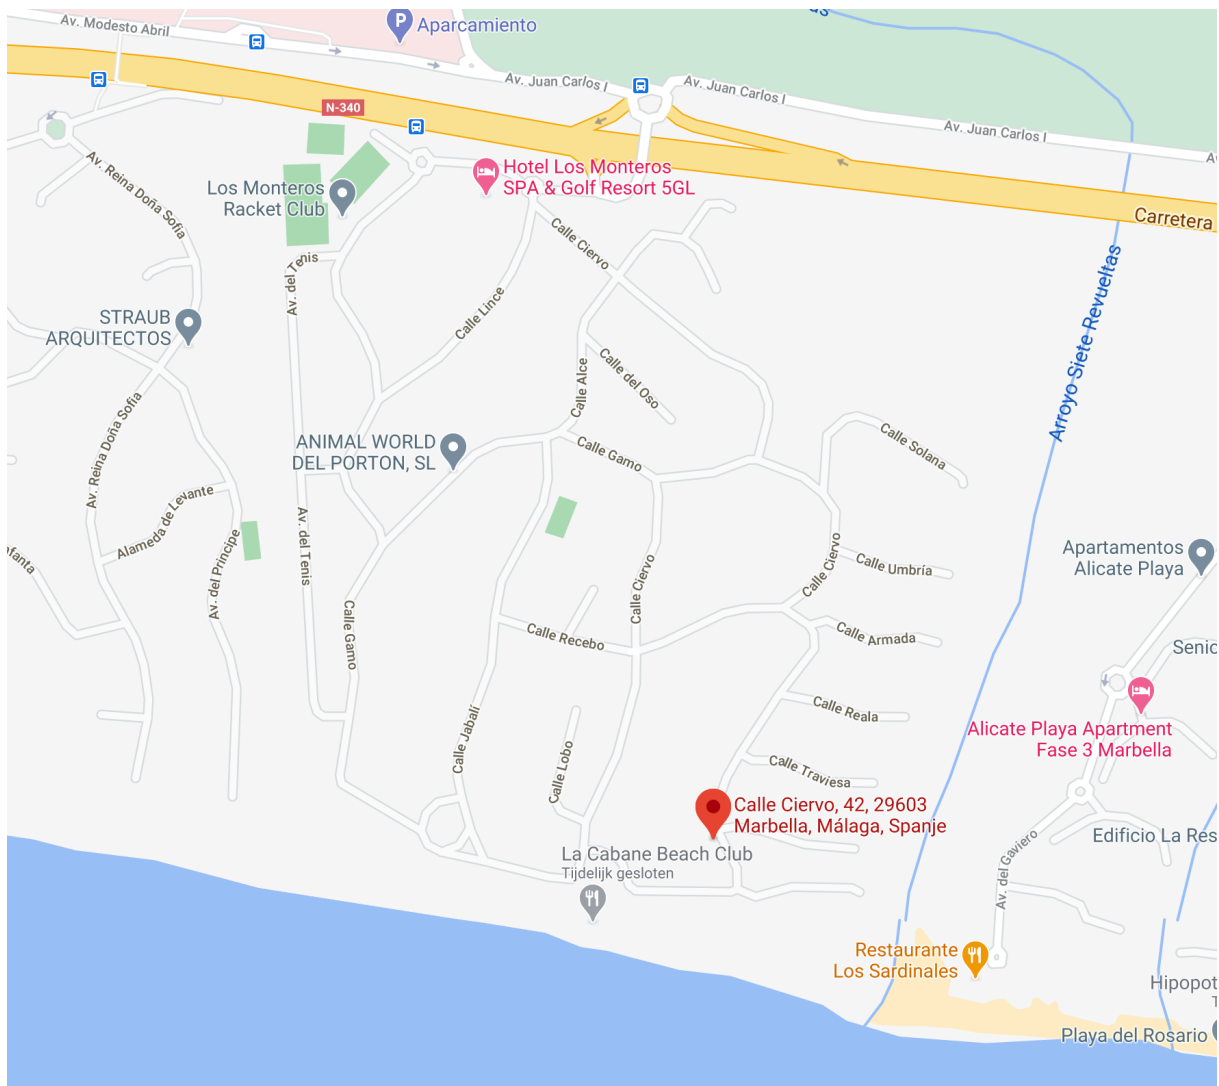 Av. Modesto Abril
Aparcamiento
Av. Juan Carlos I
Av. Juan Carlos I
Av. Juan Carlos I
N-340
Hotel Los Monteros
SPA & Golf Resort 5GL
Los Monteros
Racket Club
Av. Reina Doña Sofía
Carretera
Calle Ciervo
Av. del Tenis
Calle Lince
Arroyo Siete Revueltas
STRAUB
ARQUITECTOS
Calle del Oso
Calle Alce
Av. Reina Doña Sofía
ANIMAL WORLD
DEL PORTON, SL
Calle Gamo
Calle Solana
Alameda de Levante
Av. del Tenis
Av. del Príncipe
Calle Ciervo
Calle Ciervo
Calle Umbría
Apartamentos
Alicate Playa
Calle Gamo
Calle Recebo
Calle Armada
Calle Reala
Calle Jabalí
Calle Lobo
Calle Traviesa
Alicate Playa Apartment
Fase 3 Marbella
Calle Ciervo, 42, 29603
Marbella, Málaga, Spanje
La Cabane Beach Club
Tijdelijk gesloten
Edificio La Res
Av. del Gaviero
Restaurante
Los Sardinales
Hipopot
Playa del Rosario